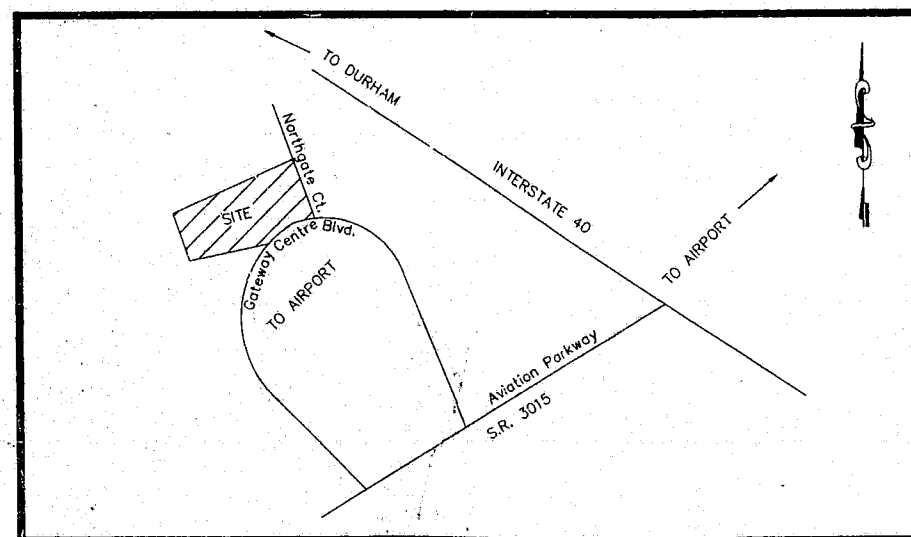 TO DURHAM
Northgate Ct.
INTERSTATE 40
SITE
TO AIRPORT
Gateway Centre Blvd.
TO AIRPORT
Aviation Parkway
S.R. 3015